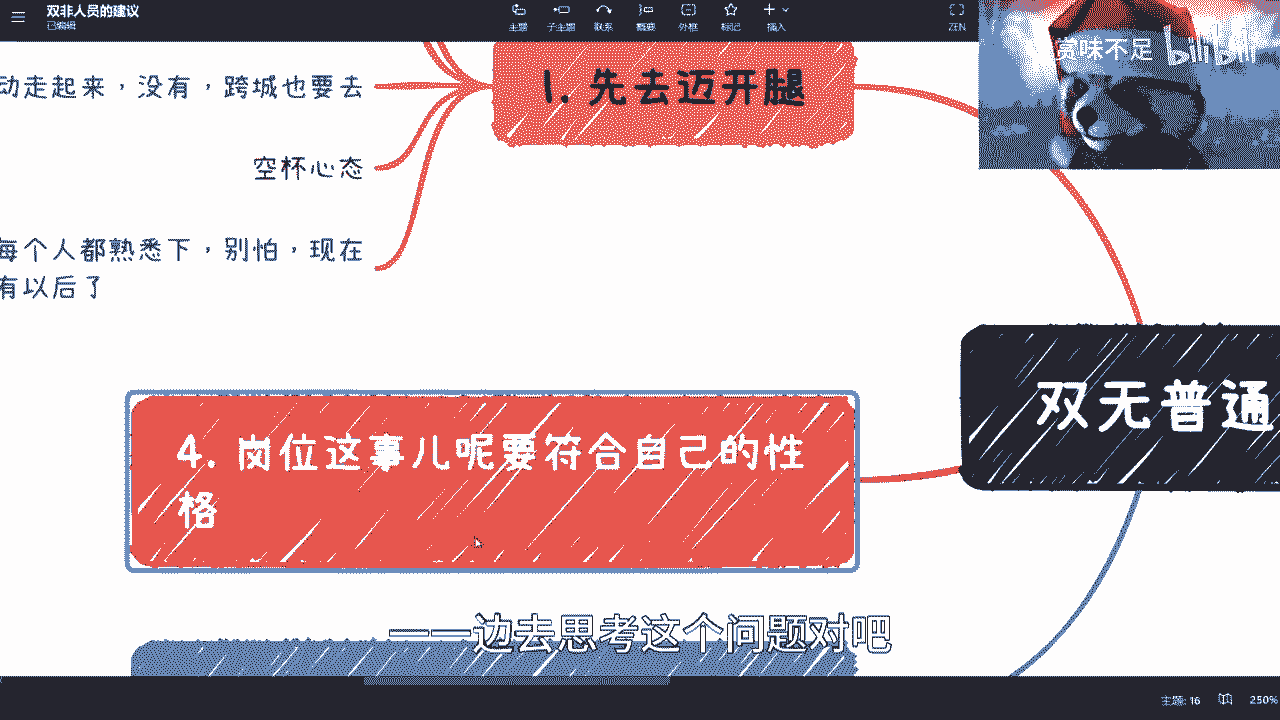 双非人员的建议
已编辑
主题
子主题
联系
概要
外框
标记
插入
ZEN
赏味不足 bilibili
动走起来，没有，跨城也要去
1. 先去迈开腿
空杯心态
每个人都熟悉下，别怕，现在
有以后了
双无普通
4. 岗位这事儿呢要符合自己的性
格
一一边去思考这个问题对吧
主题: 16
250%